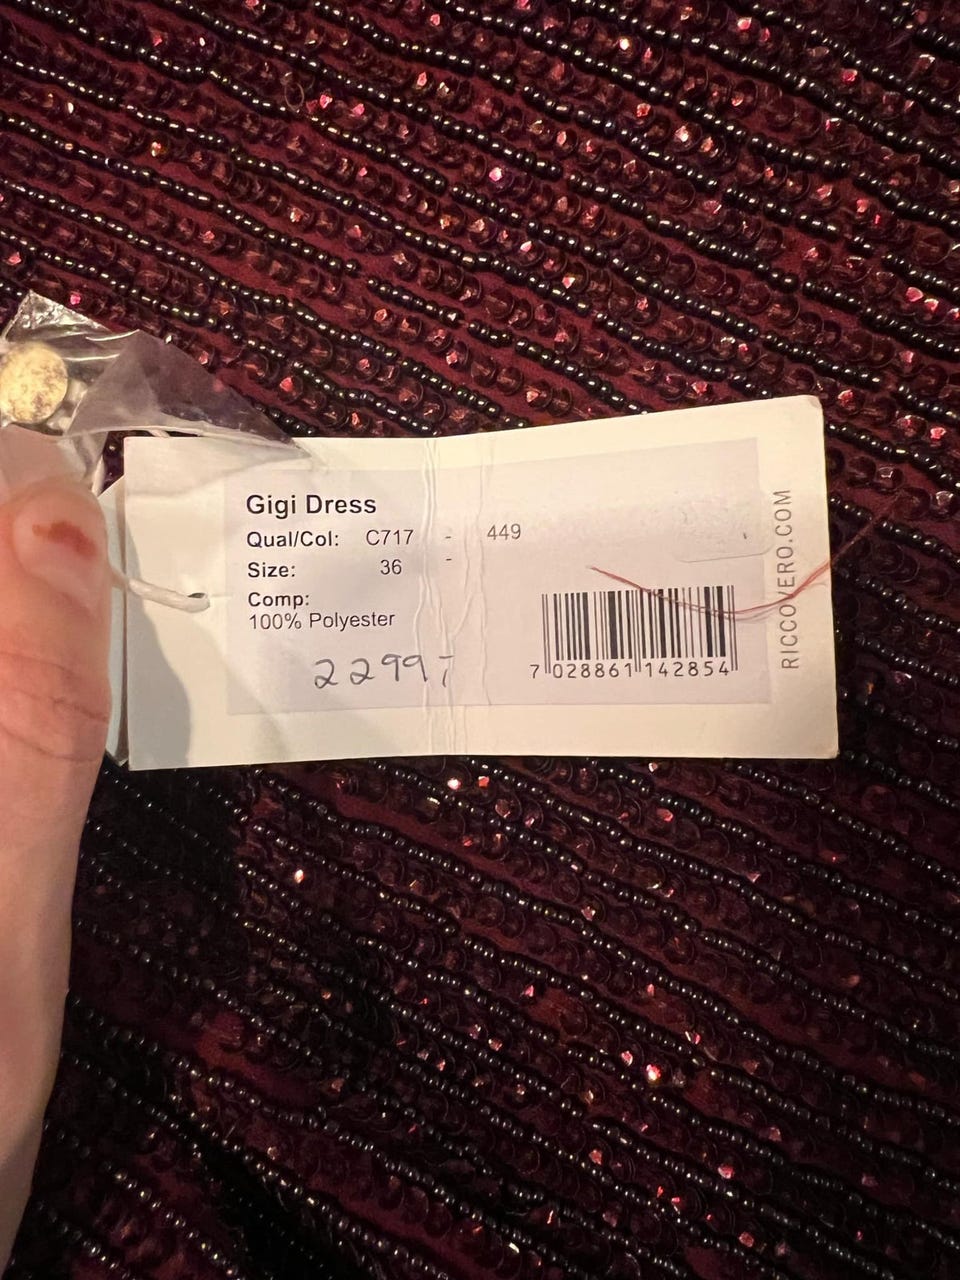 Gigi Dress
Qual/Col: C717 - 449
Size: 36 -
Comp:
100% Polyester
2299,-
7 028861 142854
RICCOVERO.COM